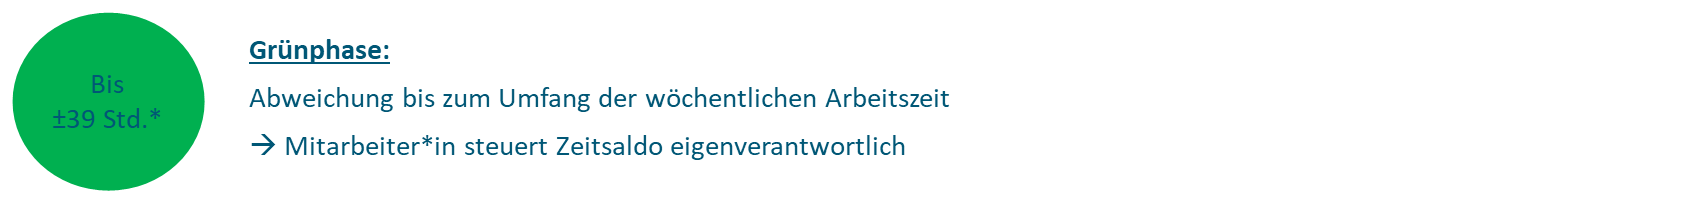 Bis
±39 Std.*
Grünphase:
Abweichung bis zum Umfang der wöchentlichen Arbeitszeit
→ Mitarbeiter*in steuert Zeitsaldo eigenverantwortlich